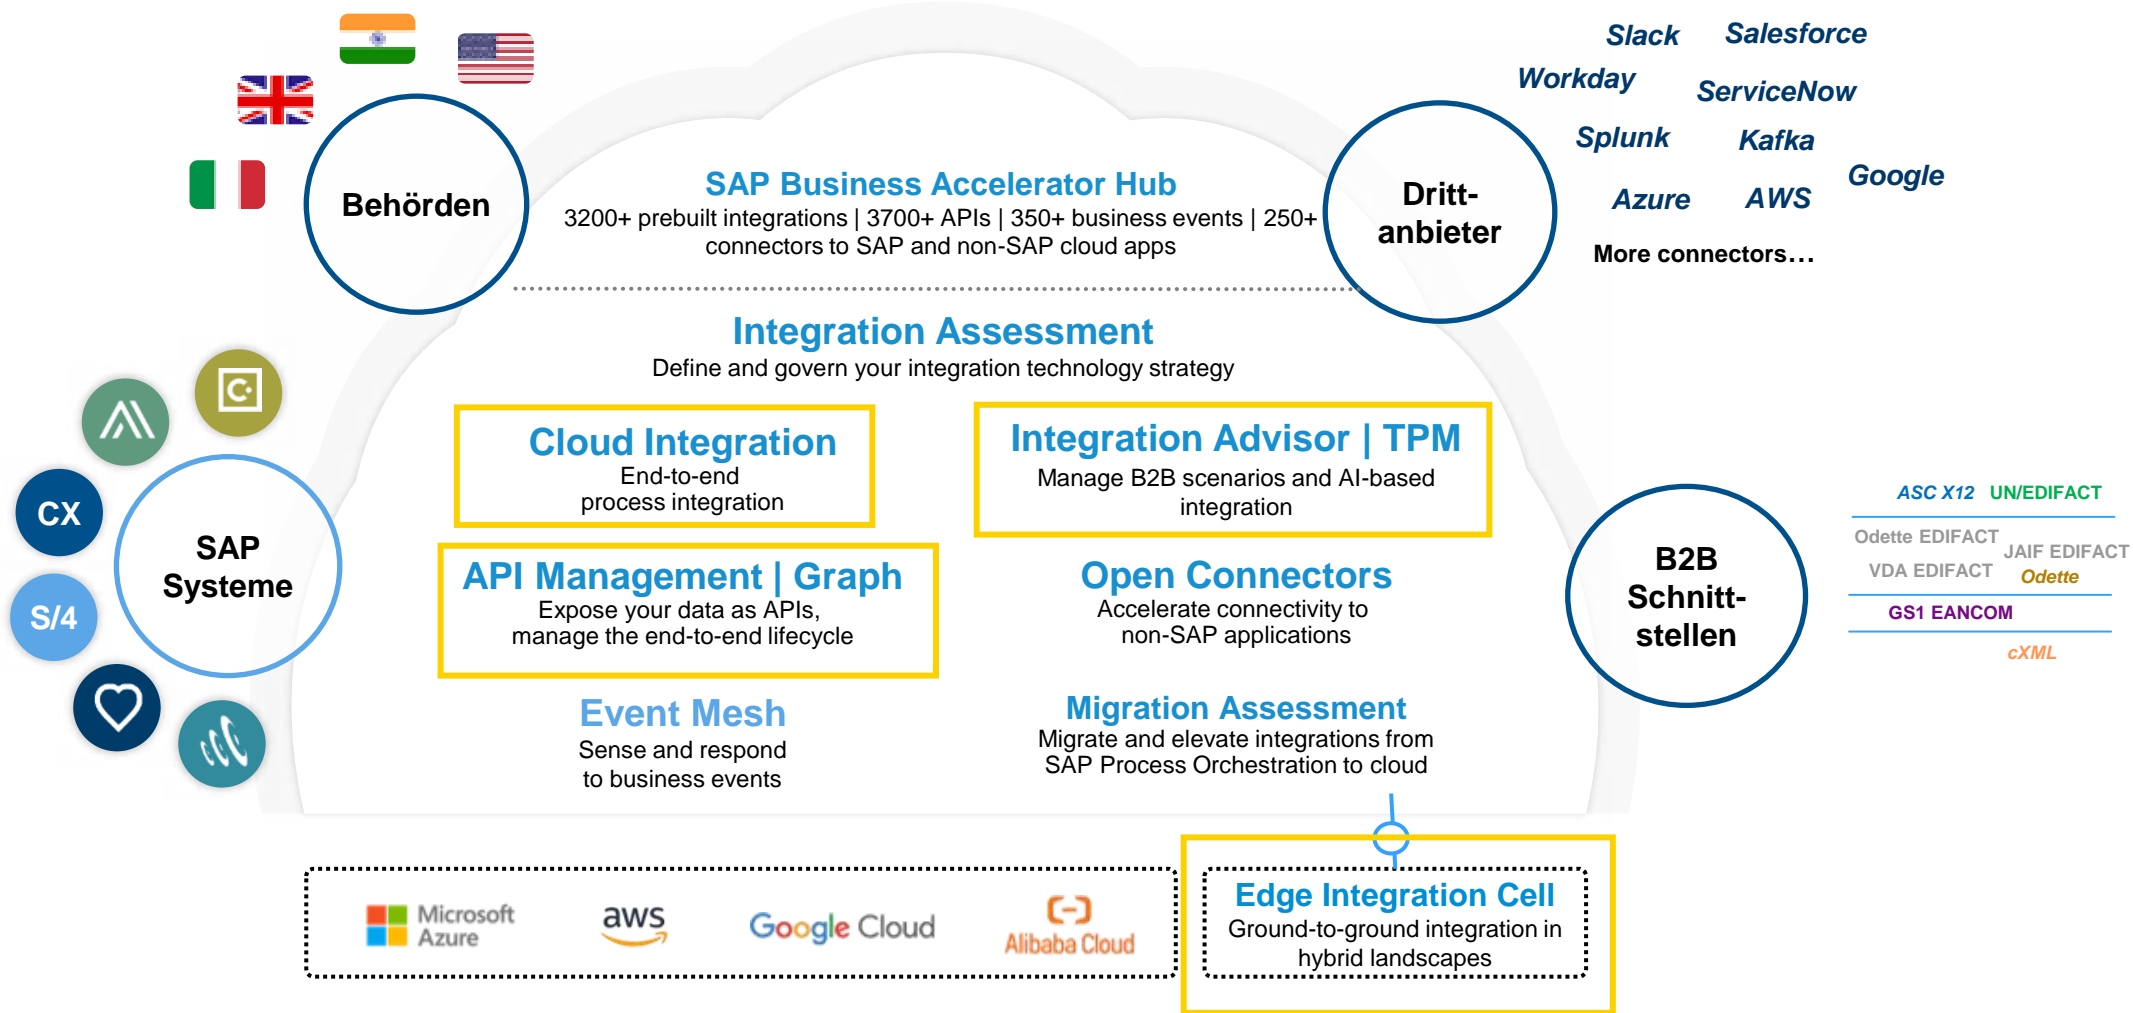 Slack Salesforce
Workday ServiceNow
Splunk Kafka
Google
Azure AWS
More connectors...
Behörden
SAP Business Accelerator Hub
3200+ prebuilt integrations | 3700+ APIs | 350+ business events | 250+
connectors to SAP and non-SAP cloud apps
Dritt-
anbieter
Integration Assessment
Define and govern your integration technology strategy
C
CX
S/4
SAP
Systeme
Cloud Integration
End-to-end
process integration
Integration Advisor | TPM
Manage B2B scenarios and AI-based
integration
API Management | Graph
Expose your data as APIs,
manage the end-to-end lifecycle
Open Connectors
Accelerate connectivity to
non-SAP applications
Event Mesh
Sense and respond
to business events
Migration Assessment
Migrate and elevate integrations from
SAP Process Orchestration to cloud
B2B
Schnitt-
stellen
ASC X12 UN/EDIFACT
Odette EDIFACT
JAIF EDIFACT
VDA EDIFACT
Odette
GS1 EANCOM
cXML
Microsoft
Azure
aws
Google Cloud
Alibaba Cloud
Edge Integration Cell
Ground-to-ground integration in
hybrid landscapes